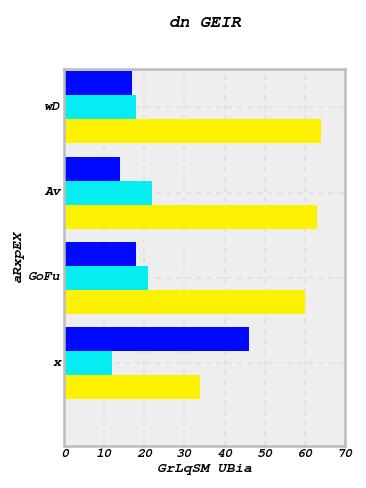 dn GEIR
aRxpEX
wD
Av
GoFu
x
0 10 20 30 40 50 60 70
GrLqSM UBia